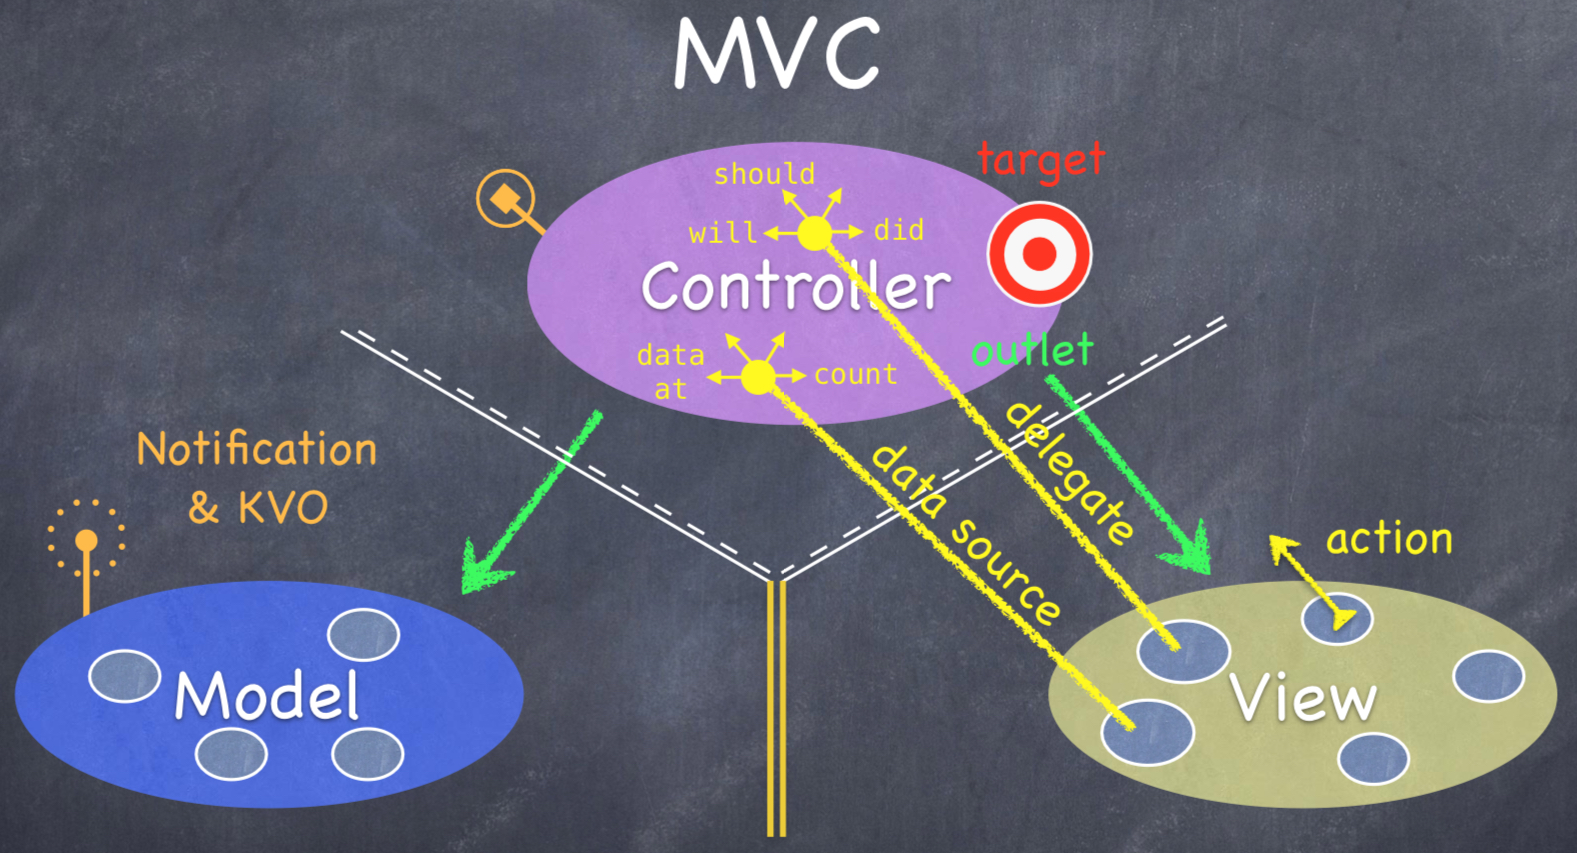 MVC
should
target
will
did
Controller
data
at
count
outlet
delegate
data source
Notification
& KVO
action
Model
View